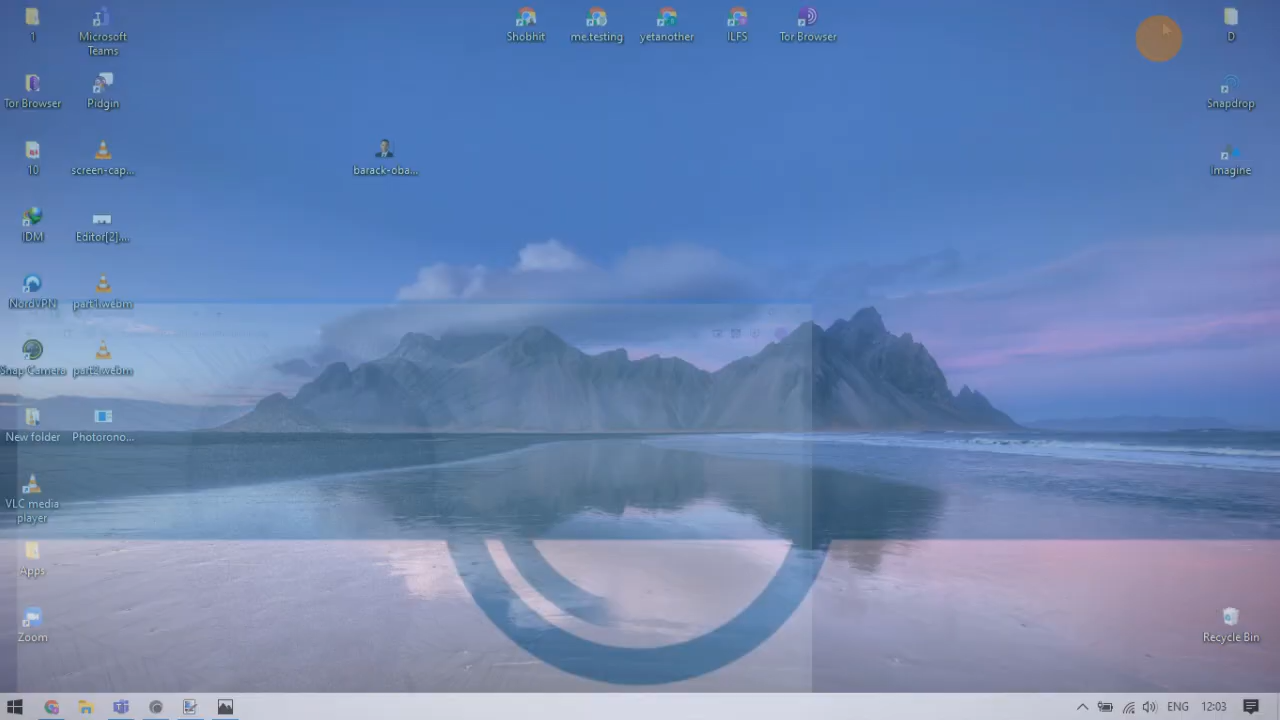 1
Microsoft
Teams
Shobhit
me.testing
yetanother
ILFS
Tor Browser
D
Tor Browser
Pidgin
Snapdrop
10
screen-cap...
barack-oba...
Imagine
IDM
Editor[2]....
NordVPN
part1.webm
Snap Camera
part2.webm
New folder
Photorono...
VLC media
player
Apps
Zoom
Recycle Bin
ENG
12:03